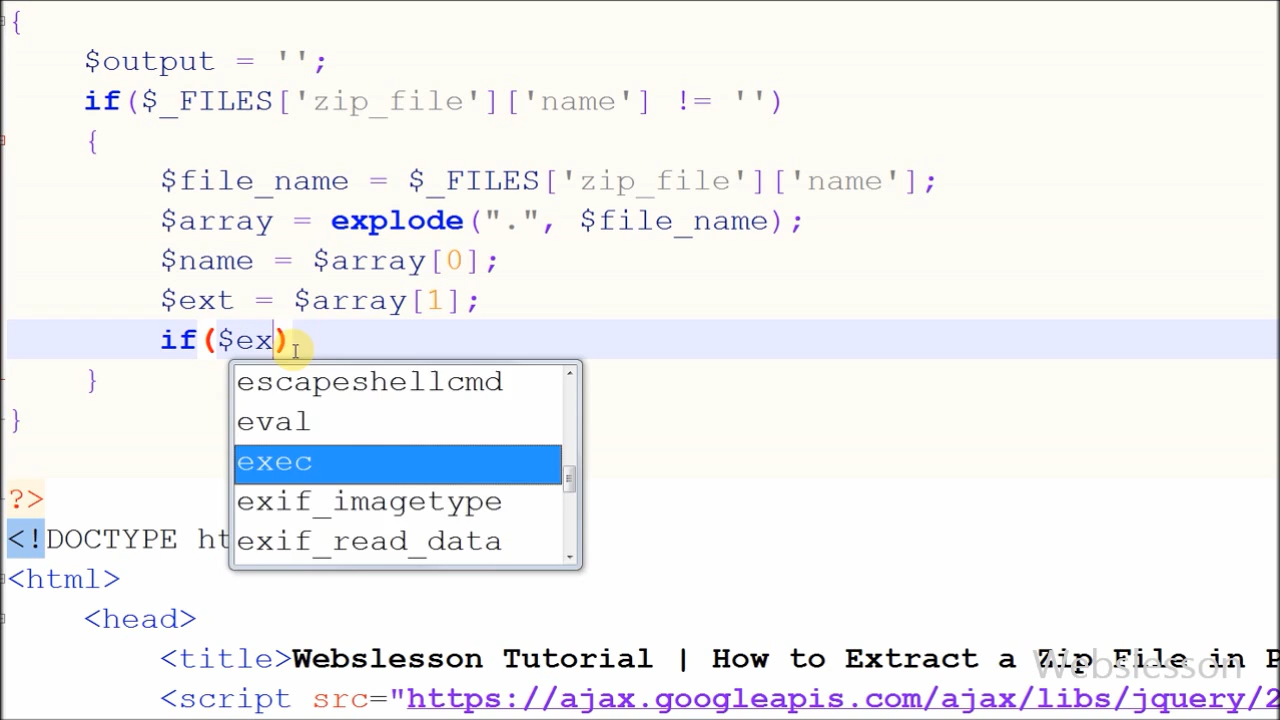 {
$output = '';
if($_FILES['zip_file']['name'] != '')
{
$file_name = $_FILES['zip_file']['name'];
$array = explode(".", $file_name);
$name = $array[0];
$ext = $array[1];
if($ex)
}
}
escapeshellcmd
eval
exec
exif_imagetype
exif_read_data
?>
<!DOCTYPE ht
<html>
<head>
<title>Webslesson Tutorial | How to Extract a Zip File in P
<script src="https://ajax.googleapis.com/ajax/libs/jquery/2
Webslesson